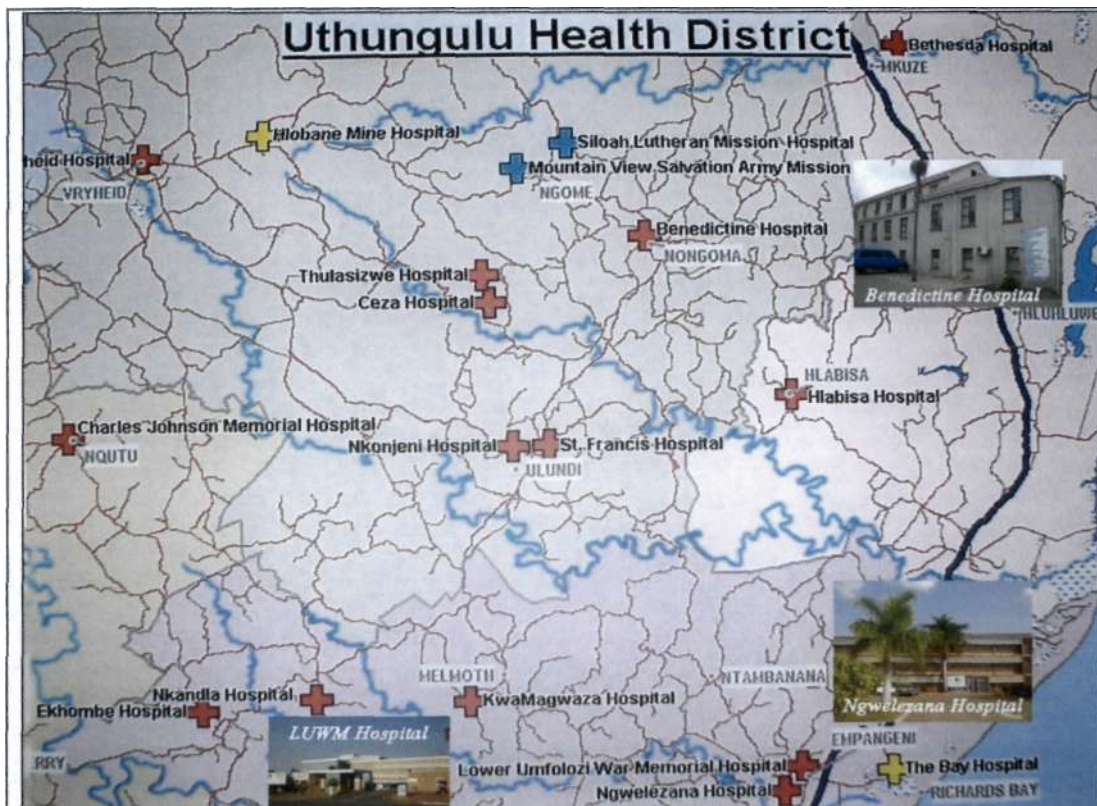 Uthungulu Health District
Bethesda Hospital
MKUZE
Hlobane Mine Hospital
Siloah Lutheran Mission Hospital
heid Hospital
Mountain View Salvation Army Mission
VRYHEID
NGOME
Benedictine Hospital
NONGOMA
Thulasizwe Hospital
Ceza Hospital
Benedictine Hospital
HLUHLUWE
HLABISA
Hlabisa Hospital
Charles Johnson Memorial Hospital
NQUTU
Nkonjeni Hospital
St. Francis Hospital
ULUNDI
MELMOTH
NTAMBANANA
Nkandla Hospital
KwaMagwaza Hospital
Ekhombe Hospital
Ngwelezana Hospital
LUWM Hospital
EMPANGENI
RRY
Lower Umfolozi War Memorial Hospital
The Bay Hospital
Ngwelezana Hospital
RICHARDS BAY